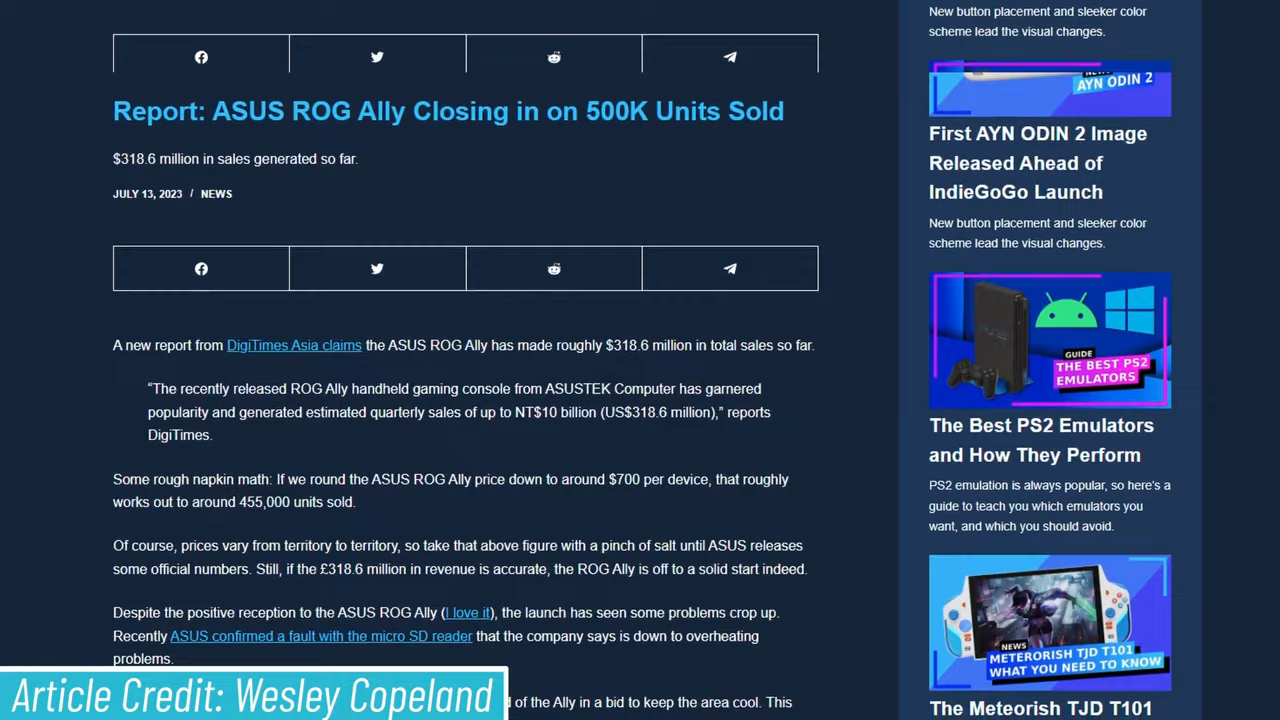 Report: ASUS ROG Ally Closing in on 500K Units Sold
$318.6 million in sales generated so far.
JULY 13, 2023 / NEWS
A new report from DigiTimes Asia claims the ASUS ROG Ally has made roughly $318.6 million in total sales so far.
“The recently released ROG Ally handheld gaming console from ASUSTEK Computer has garnered
popularity and generated estimated quarterly sales of up to NT$10 billion (US$318.6 million),” reports
DigiTimes.
Some rough napkin math: If we round the ASUS ROG Ally price down to around $700 per device, that roughly
works out to around 455,000 units sold.
Of course, prices vary from territory to territory, so take that above figure with a pinch of salt until ASUS releases
some official numbers. Still, if the £318.6 million in revenue is accurate, the ROG Ally is off to a solid start indeed.
Despite the positive reception to the ASUS ROG Ally (I love it), the launch has seen some problems crop up.
Recently ASUS confirmed a fault with the micro SD reader that the company says is down to overheating
problems.
d of the Ally in a bid to keep the area cool. This
Article Credit: Wesley Copeland
New button placement and sleeker color
scheme lead the visual changes.
NEWS
AYN ODIN 2
First AYN ODIN 2 Image
Released Ahead of
IndieGoGo Launch
New button placement and sleeker color
scheme lead the visual changes.
GUIDE
THE BEST PS2
EMULATORS
The Best PS2 Emulators
and How They Perform
PS2 emulation is always popular, so here's a
guide to teach you which emulators you
want, and which you should avoid.
NEWS
METERORISH TJD T101
WHAT YOU NEED TO KNOW
The Meteorish TJD T101